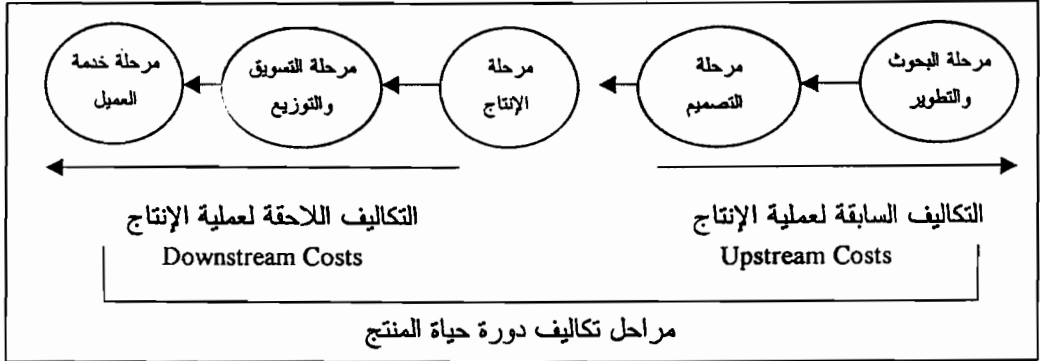 مرحلة البحوث
والتطوير
مرحلة
التصميم
مرحلة
الإنتاج
مرحلة التسويق
والتوزيع
مرحلة خدمة
العميل
التكاليف السابقة لعملية الإنتاج
Upstream Costs
التكاليف اللاحقة لعملية الإنتاج
Downstream Costs
مراحل تكاليف دورة حياة المنتج